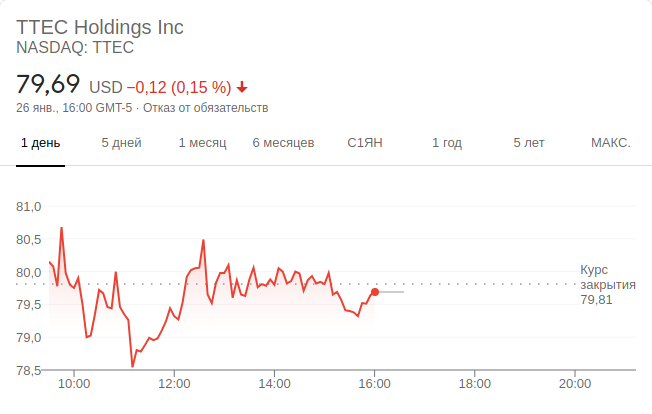 TTEC Holdings Inc
NASDAQ: TTEC
79,69 USD −0,12 (0,15 %)
26 янв., 16:00 GMT-5 · Отказ от обязательств
1 день 5 дней 1 месяц 6 месяцев С1ЯН 1 год 5 лет МАКС.
81,0
80,5
80,0
79,5
79,0
78,5
Курс
закрытия
79,81
10:00 12:00 14:00 16:00 18:00 20:00